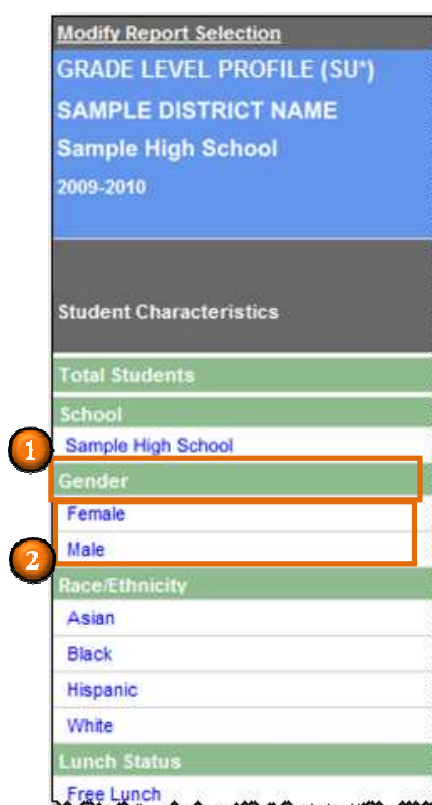 Modify Report Selection
GRADE LEVEL PROFILE (SU*)
SAMPLE DISTRICT NAME
Sample High School
2009-2010
Student Characteristics
Total Students
School
1
Sample High School
Gender
Female
2
Male
Race/Ethnicity
Asian
Black
Hispanic
White
Lunch Status
Free Lunch